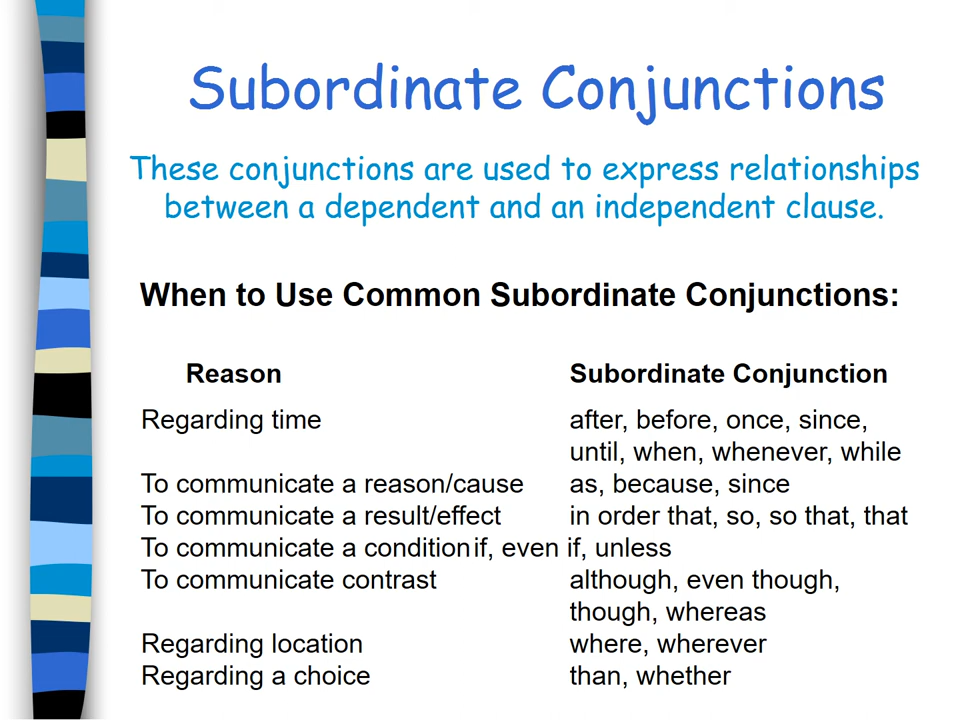 Subordinate Conjunctions
These conjunctions are used to express relationships
between a dependent and an independent clause.
When to Use Common Subordinate Conjunctions:
Reason Subordinate Conjunction
Regarding time after, before, once, since,
until, when, whenever, while
To communicate a reason/cause as, because, since
To communicate a result/effect in order that, so, so that, that
To communicate a condition if, even if, unless
To communicate contrast although, even though,
though, whereas
Regarding location where, wherever
Regarding a choice than, whether